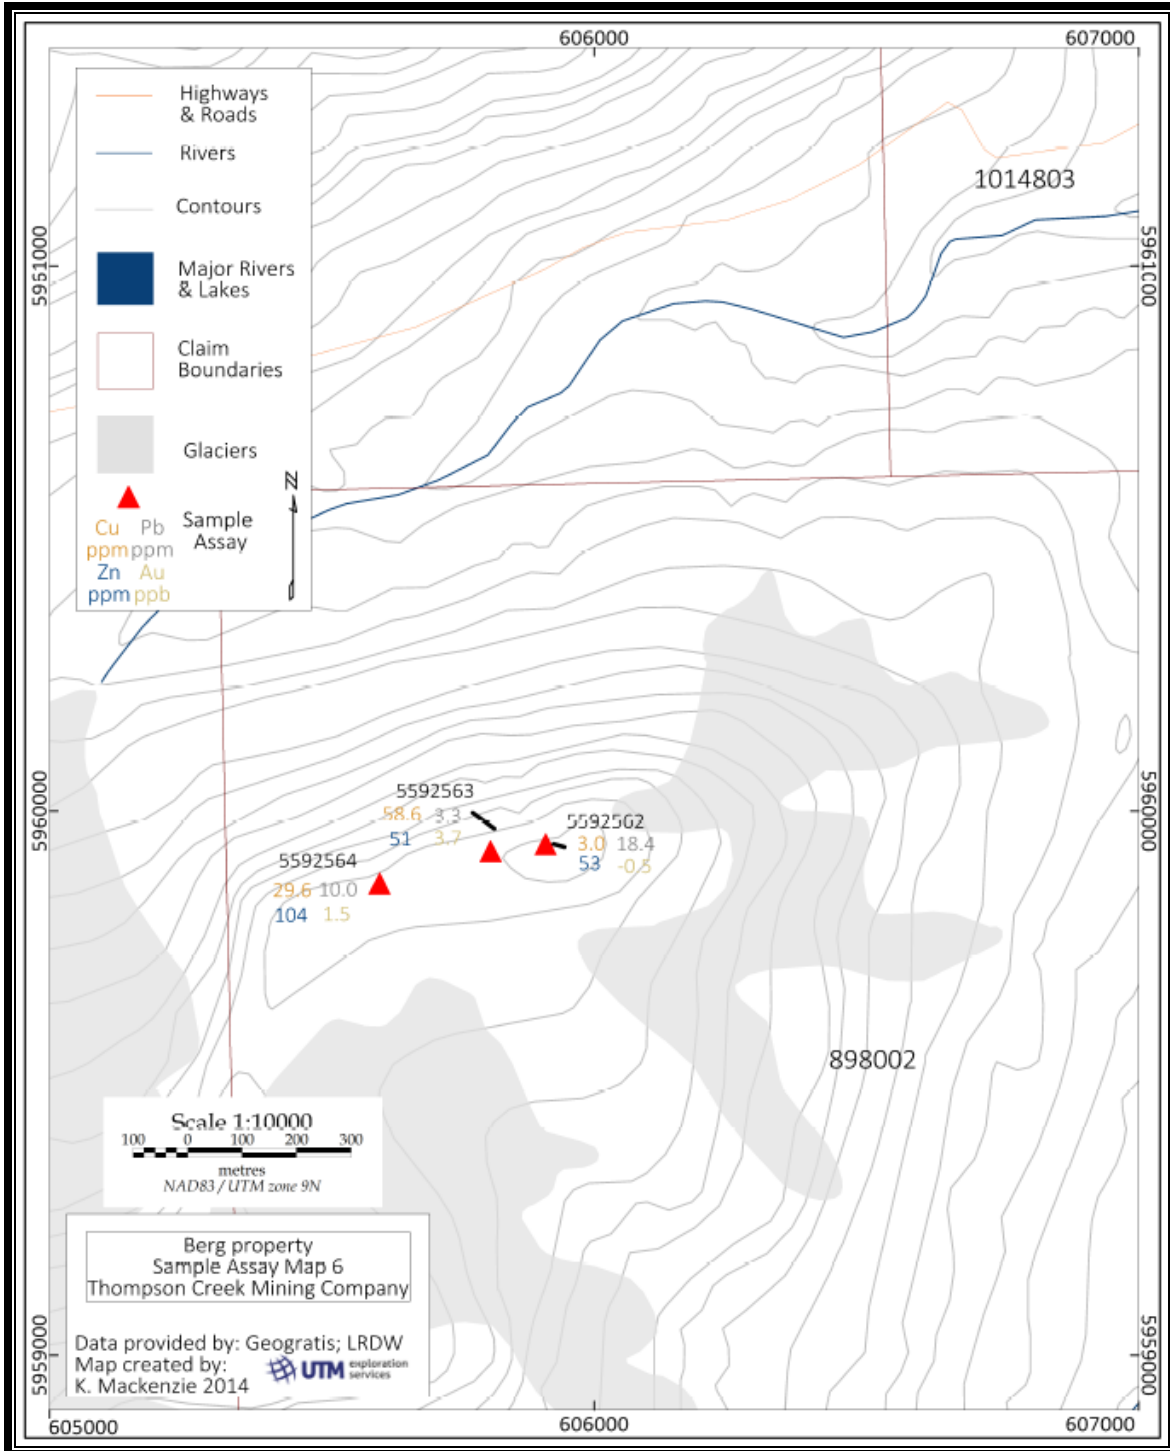 606000
607000
Highways
& Roads
Rivers
Contours
Major Rivers
& Lakes
Claim
Boundaries
Glaciers
Sample
Assay
Cu Pb
ppm ppm
Zn Au
ppm ppb
1014803
5951000
5961000
5592563
58.6 3.3
51 3.7
5592562
3.0 18.4
53 -0.5
5592564
29.6 10.0
104 1.5
5960000
5960000
898002
Scale 1:10000
100 0 100 200 300
metres
NAD83 / UTM zone 9N
Berg property
Sample Assay Map 6
Thompson Creek Mining Company
Data provided by: Geogratis; LRDW
Map created by:
K. Mackenzie 2014
UTM exploration
services
5959000
5959000
605000
606000
607000